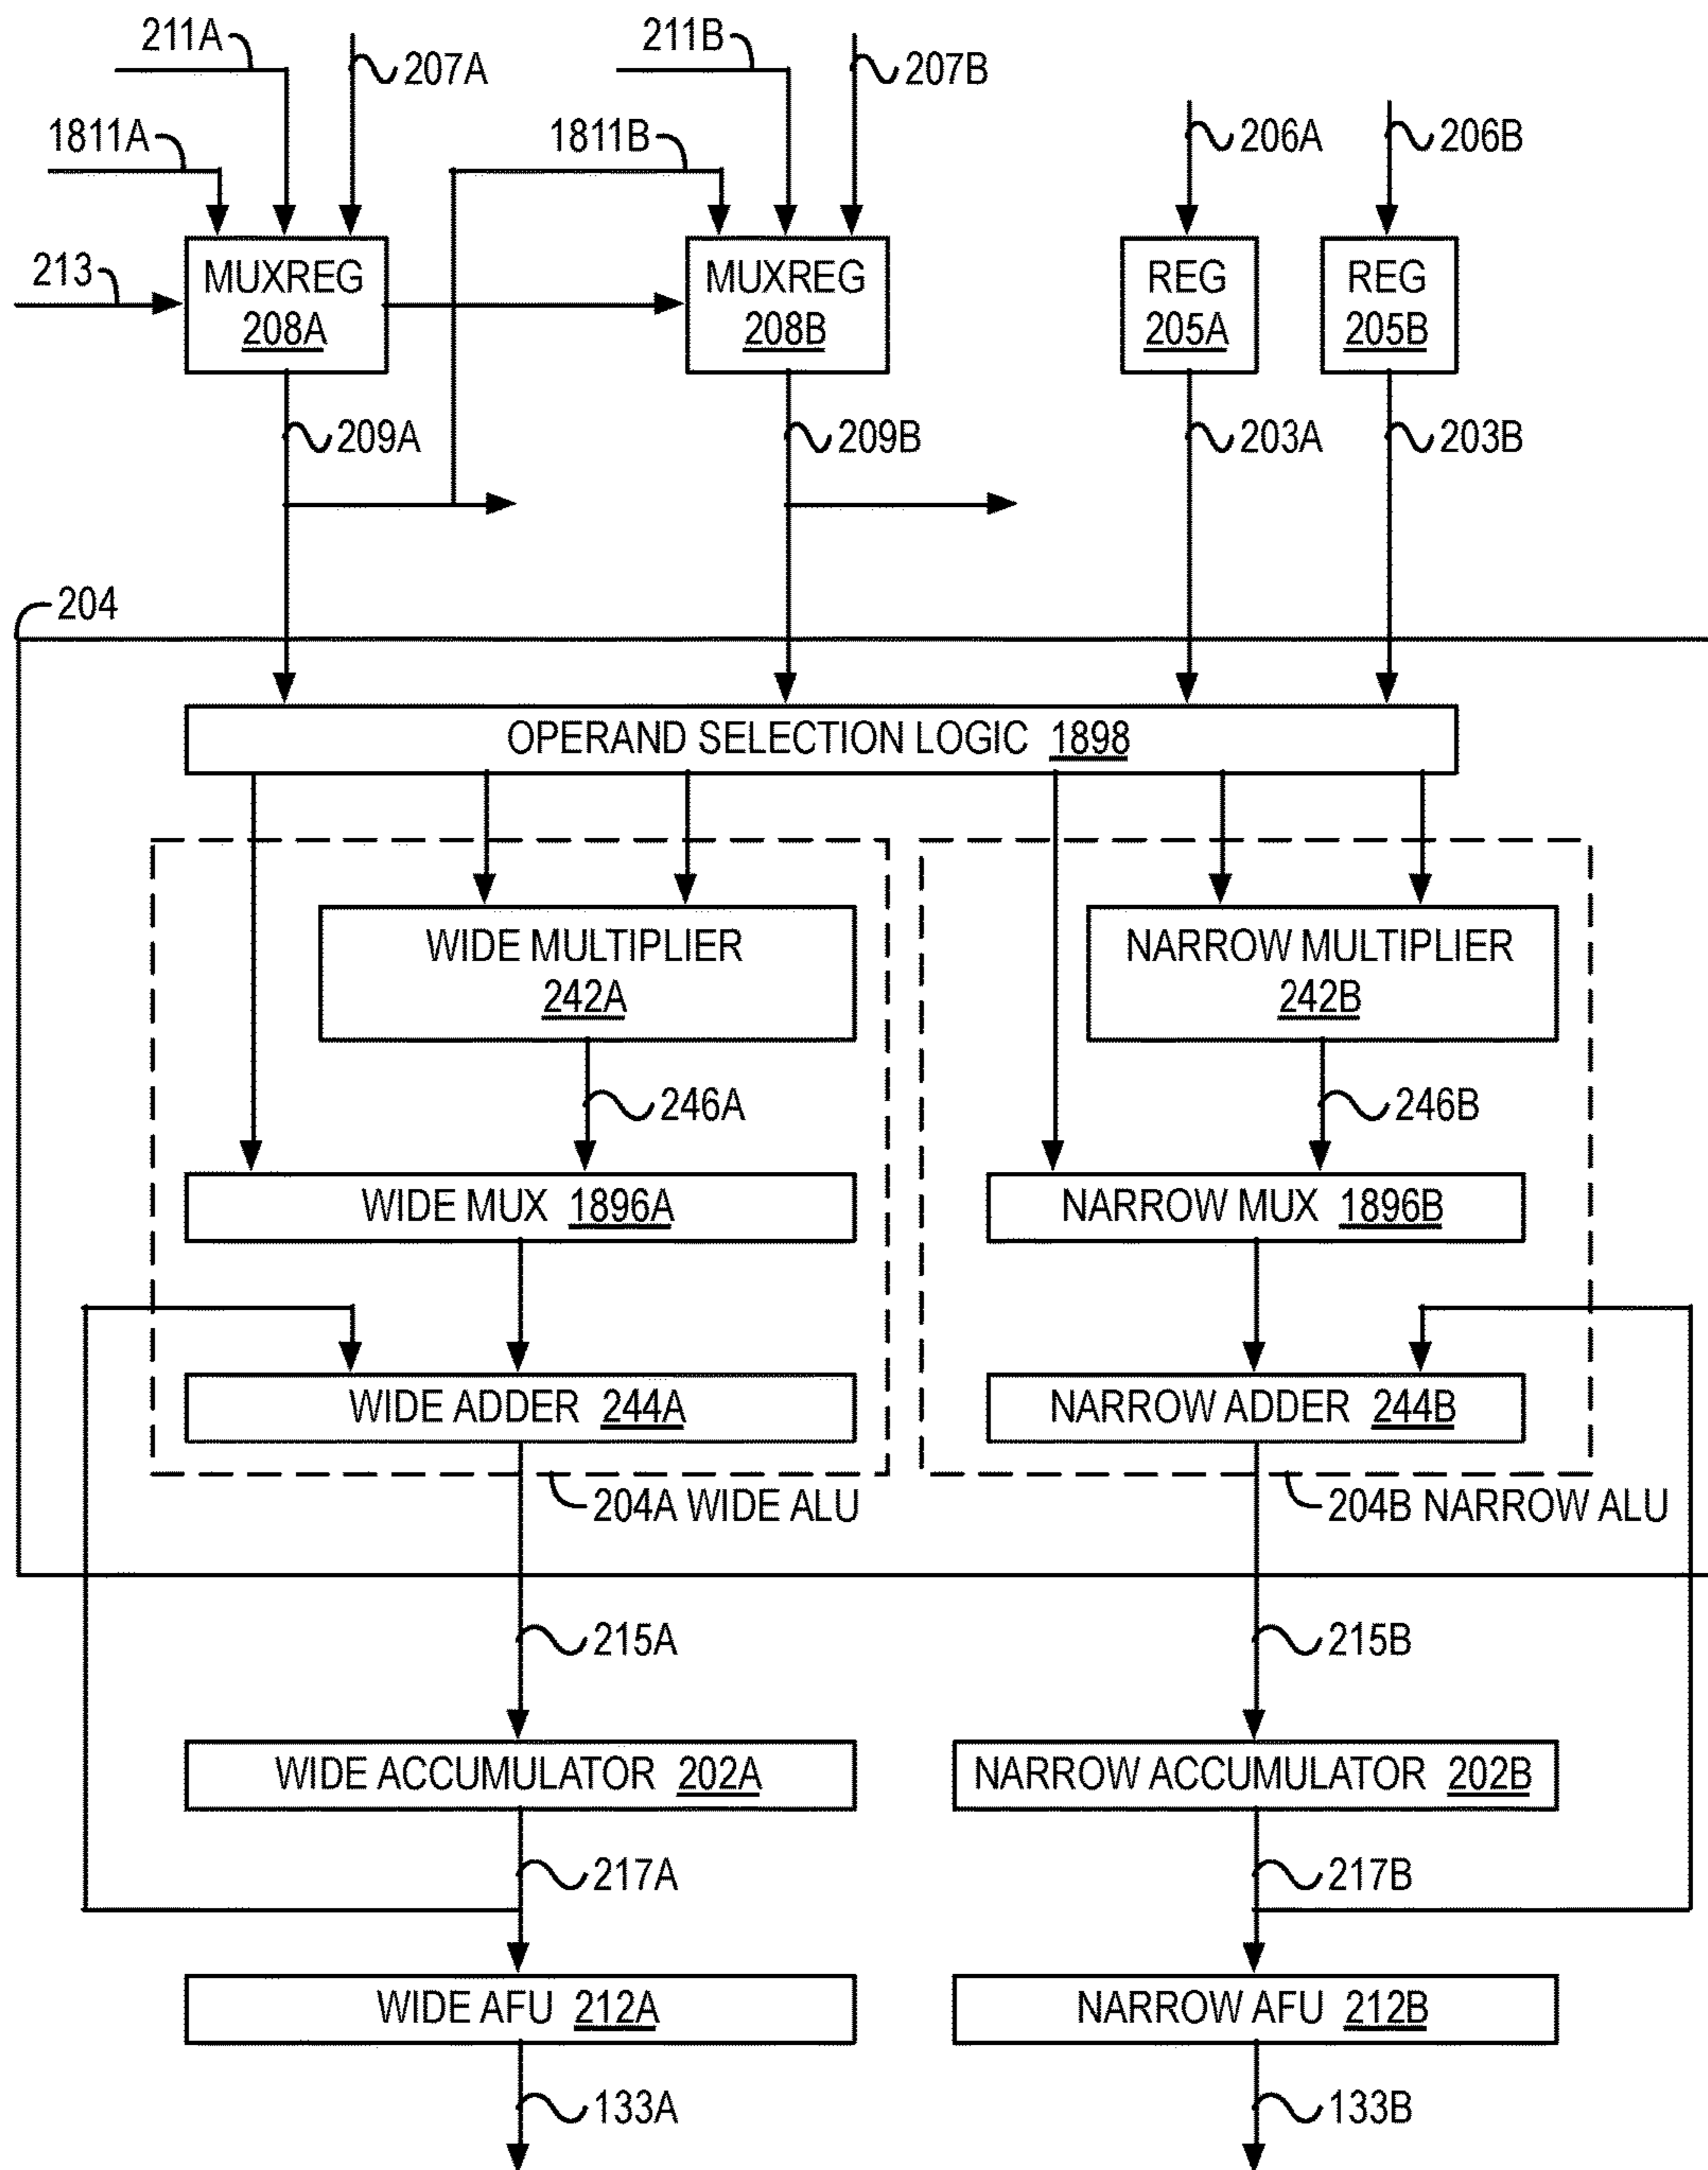 211A
207A
211B
207B
1811A
1811B
206A
206B
213
MUXREG
208A
MUXREG
208B
REG
205A
REG
205B
209A
209B
203A
203B
204
OPERAND SELECTION LOGIC 1898
WIDE MULTIPLIER
242A
NARROW MULTIPLIER
242B
246A
246B
WIDE MUX 1896A
NARROW MUX 1896B
WIDE ADDER 244A
NARROW ADDER 244B
204A WIDE ALU
204B NARROW ALU
215A
215B
WIDE ACCUMULATOR 202A
NARROW ACCUMULATOR 202B
217A
217B
WIDE AFU 212A
NARROW AFU 212B
133A
133B